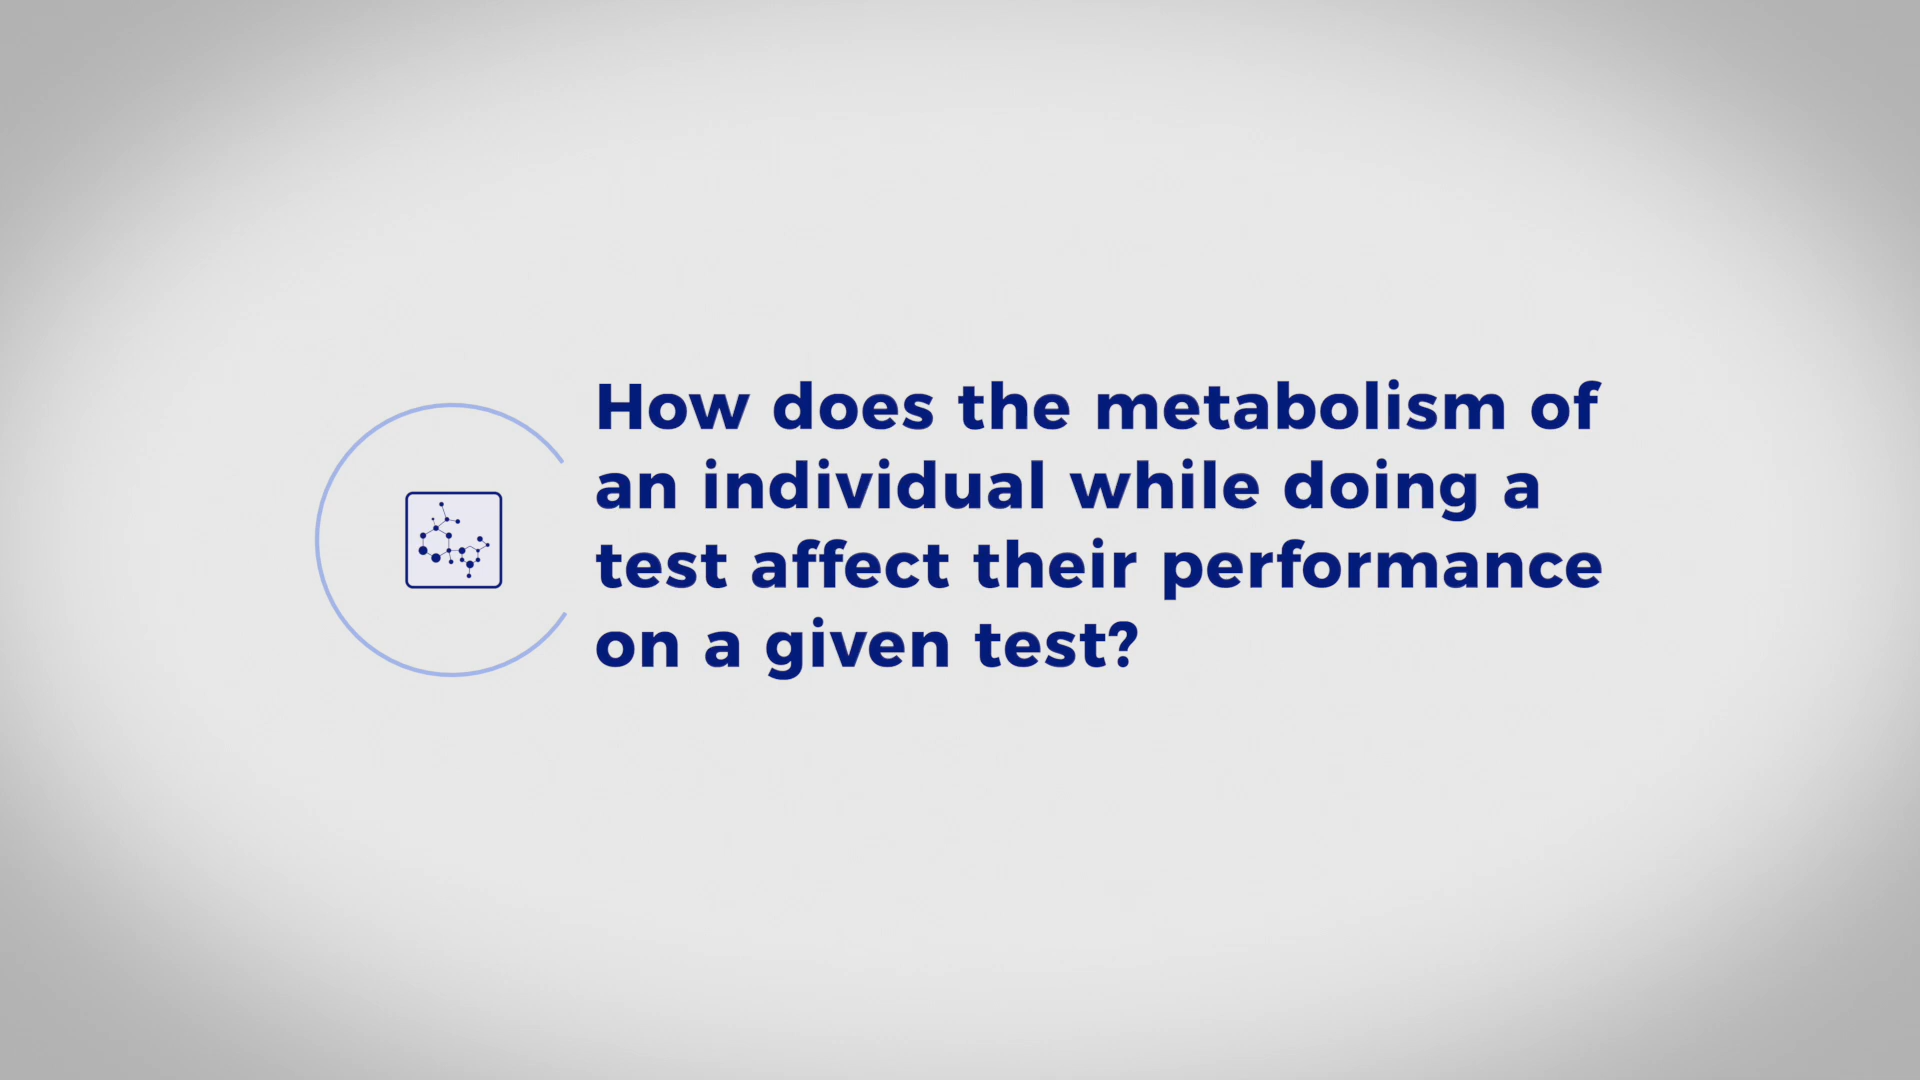 How does the metabolism of
an individual while doing a
test affect their performance
on a given test?